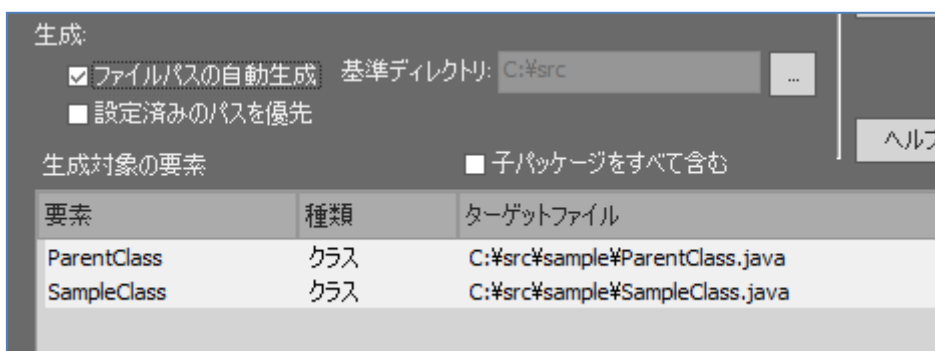 生成:
ファイルパスの自動生成 基準ディレクトリ: C:¥src ...
設定済みのパスを優先
ヘルプ
生成対象の要素 子パッケージをすべて含む
要素 種類 ターゲットファイル
ParentClass クラス C:¥src¥sample¥ParentClass.java
SampleClass クラス C:¥src¥sample¥SampleClass.java